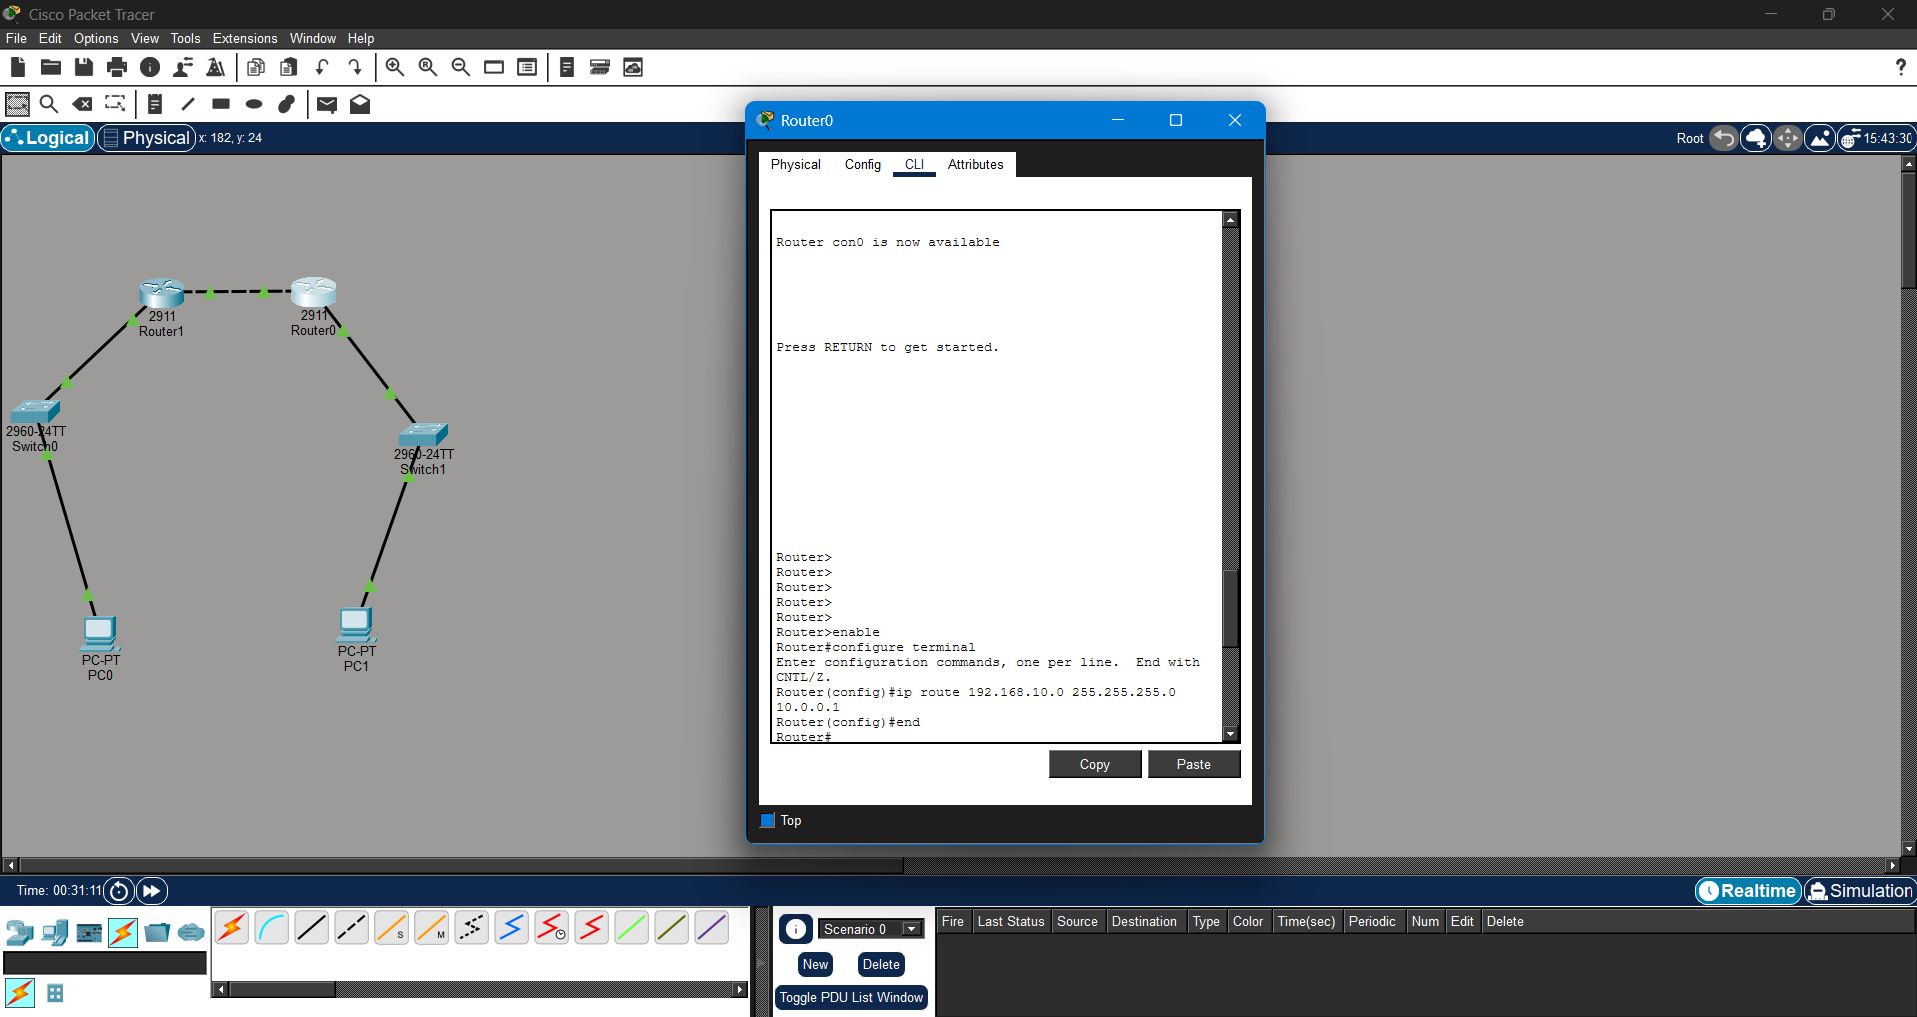 Cisco Packet Tracer
File Edit Options View Tools Extensions Window Help
?
Logical Physical x: 182, y: 24
Root 15:43:30
Router0
Physical Config CLI Attributes
Router con0 is now available
Press RETURN to get started.
Router>
Router>
Router>
Router>
Router>
Router>enable
Router#configure terminal
Enter configuration commands, one per line.  End with
CNTL/Z.
Router(config)#ip route 192.168.10.0 255.255.255.0
10.0.0.1
Router(config)#end
Router#
Copy Paste
Top
2911
Router1
2911
Router0
2960-24TT
Switch0
2960-24TT
Switch1
PC-PT
PC0
PC-PT
PC1
Time: 00:31:11
Realtime Simulation
S M
Scenario 0
New Delete
Toggle PDU List Window
Fire Last Status Source Destination Type Color Time(sec) Periodic Num Edit Delete